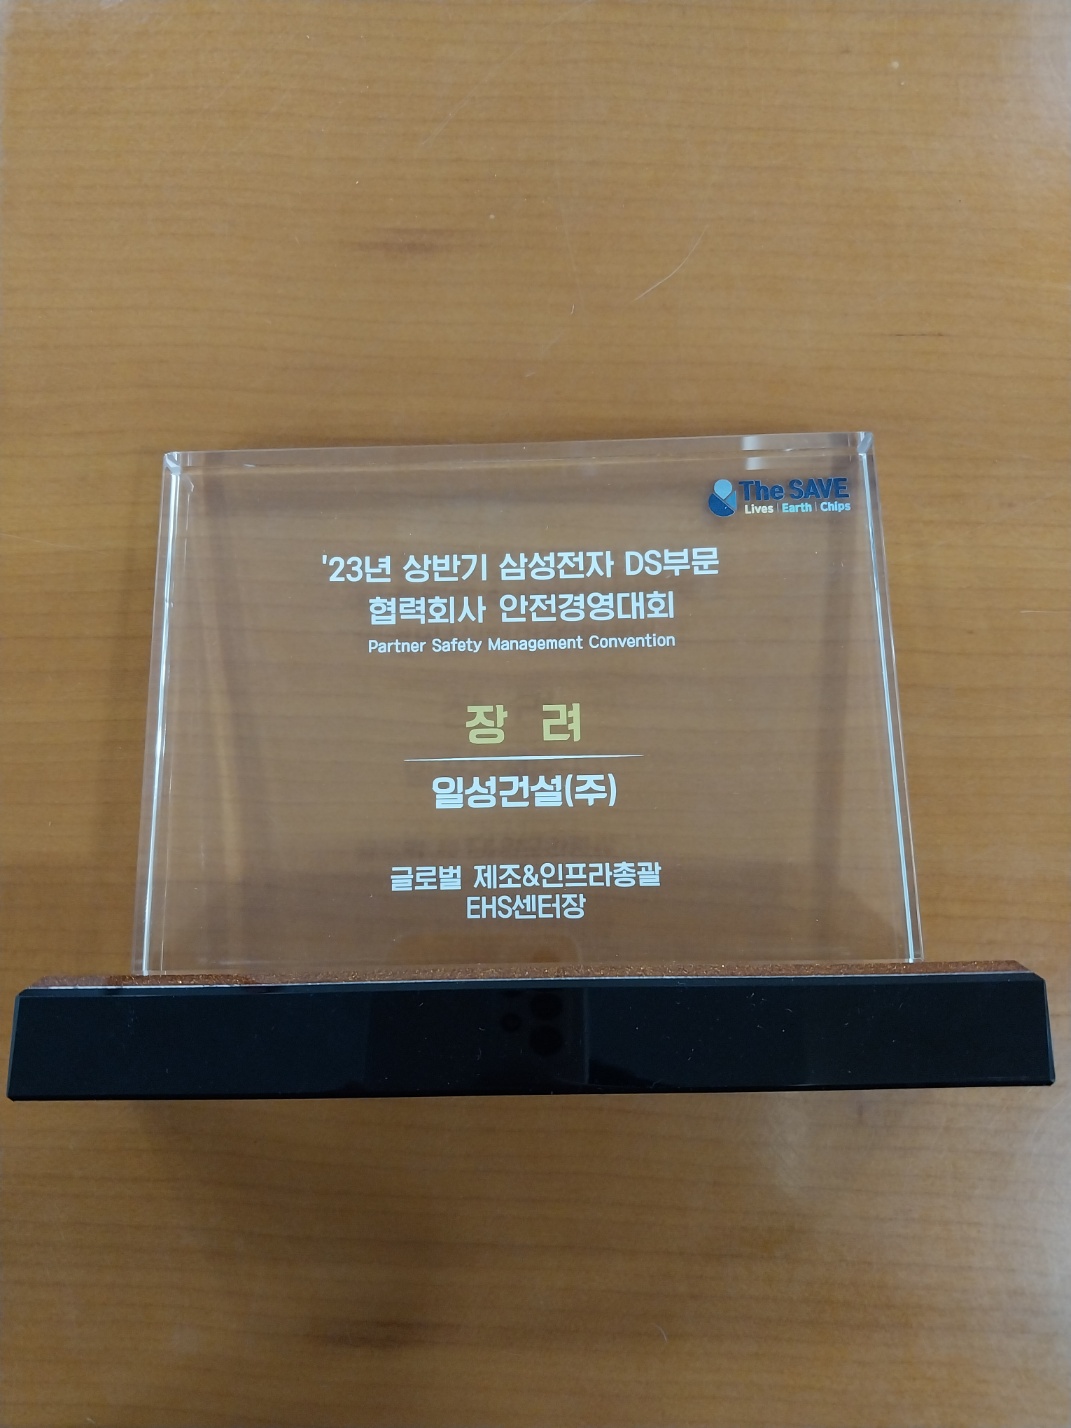 The SAVE
Lives | Earth | Chips
'23년 상반기 삼성전자 DS부문
협력회사 안전경영대회
Partner Safety Management Convention
장 려
일성건설(주)
글로벌 제조&인프라총괄
EHS센터장